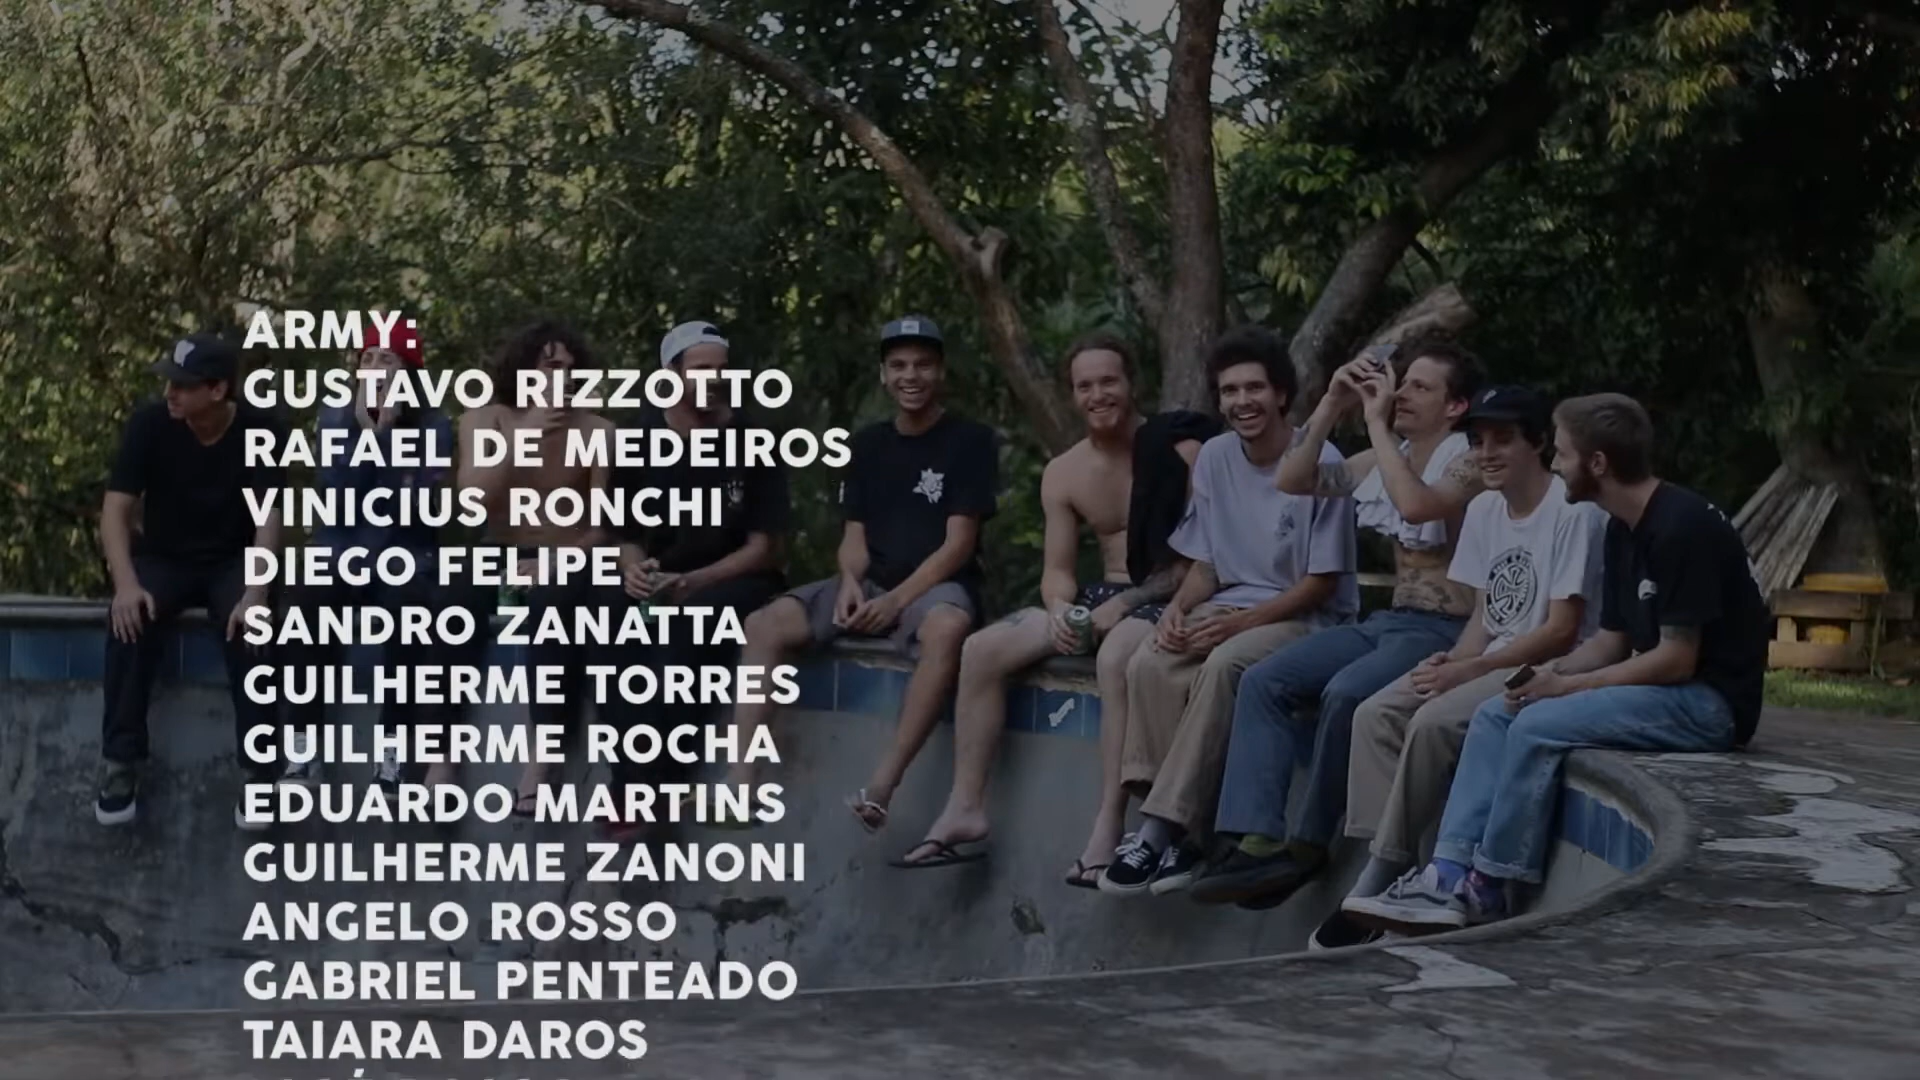 ARMY:
GUSTAVO RIZZOTTO
RAFAEL DE MEDEIROS
VINICIUS RONCHI
DIEGO FELIPE
SANDRO ZANATTA
GUILHERME TORRES
GUILHERME ROCHA
EDUARDO MARTINS
GUILHERME ZANONI
ANGELO ROSSO
GABRIEL PENTEADO
TAIARA DAROS